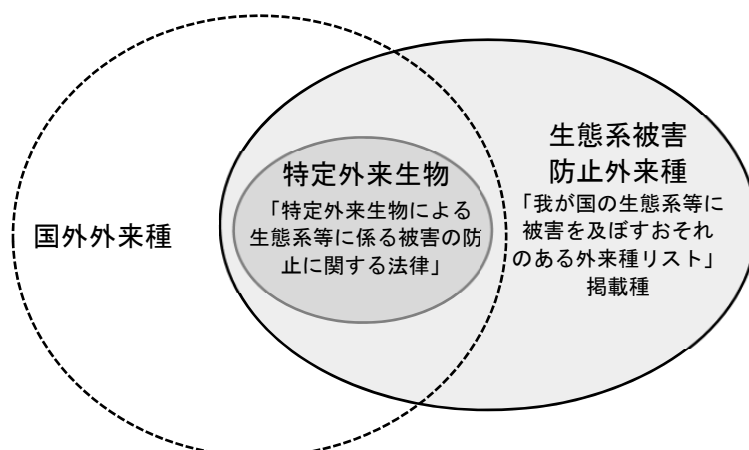 国外外来種
特定外来生物
「特定外来生物による
生態系等に係る被害の防
止に関する法律」
生態系被害
防止外来種
「我が国の生態系等に
被害を及ぼすおそれ
のある外来種リスト」
掲載種